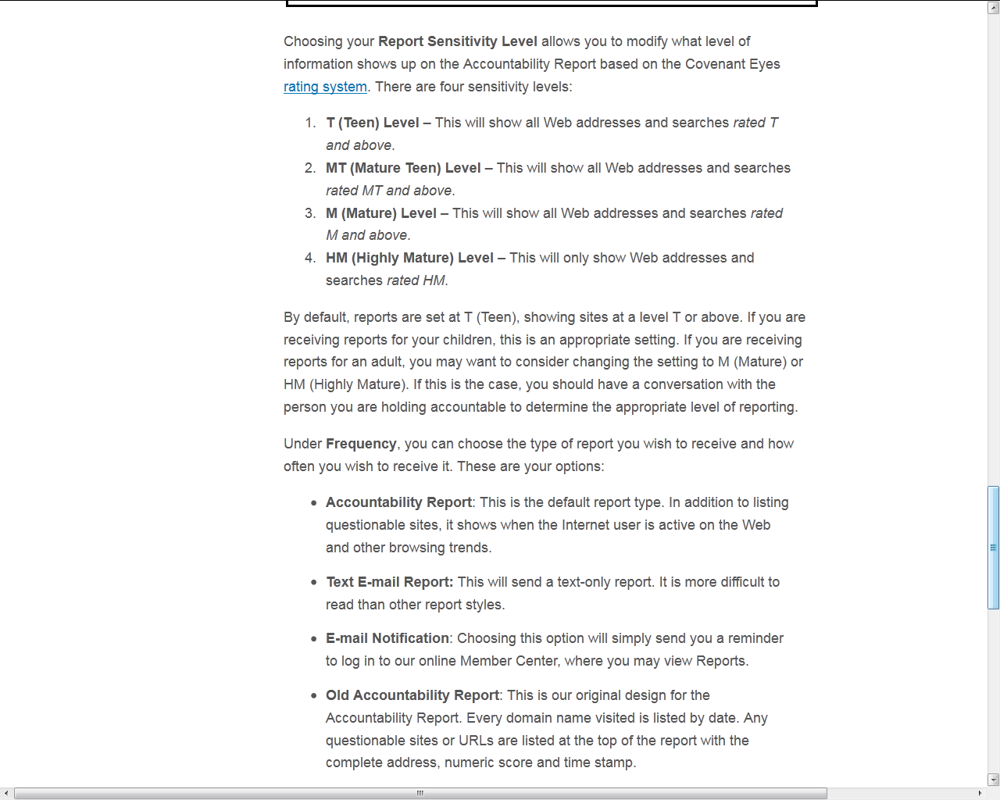 Choosing your Report Sensitivity Level allows you to modify what level of
information shows up on the Accountability Report based on the Covenant Eyes
rating system. There are four sensitivity levels:
1. T (Teen) Level – This will show all Web addresses and searches rated T
and above.
2. MT (Mature Teen) Level – This will show all Web addresses and searches
rated MT and above.
3. M (Mature) Level – This will show all Web addresses and searches rated
M and above.
4. HM (Highly Mature) Level – This will only show Web addresses and
searches rated HM.
By default, reports are set at T (Teen), showing sites at a level T or above. If you are
receiving reports for your children, this is an appropriate setting. If you are receiving
reports for an adult, you may want to consider changing the setting to M (Mature) or
HM (Highly Mature). If this is the case, you should have a conversation with the
person you are holding accountable to determine the appropriate level of reporting.
Under Frequency, you can choose the type of report you wish to receive and how
often you wish to receive it. These are your options:
• Accountability Report: This is the default report type. In addition to listing
questionable sites, it shows when the Internet user is active on the Web
and other browsing trends.
• Text E-mail Report: This will send a text-only report. It is more difficult to
read than other report styles.
• E-mail Notification: Choosing this option will simply send you a reminder
to log in to our online Member Center, where you may view Reports.
• Old Accountability Report: This is our original design for the
Accountability Report. Every domain name visited is listed by date. Any
questionable sites or URLs are listed at the top of the report with the
complete address, numeric score and time stamp.